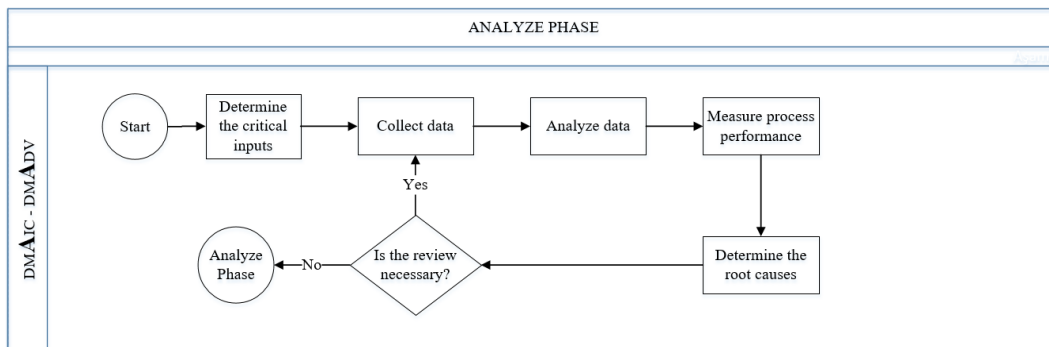 ANALYZE PHASE
DMAIC - DMADV
Start
Determine
the critical
inputs
Collect data
Analyze data
Measure process
performance
Yes
Analyze
Phase
No
Is the review
necessary?
Determine the
root causes